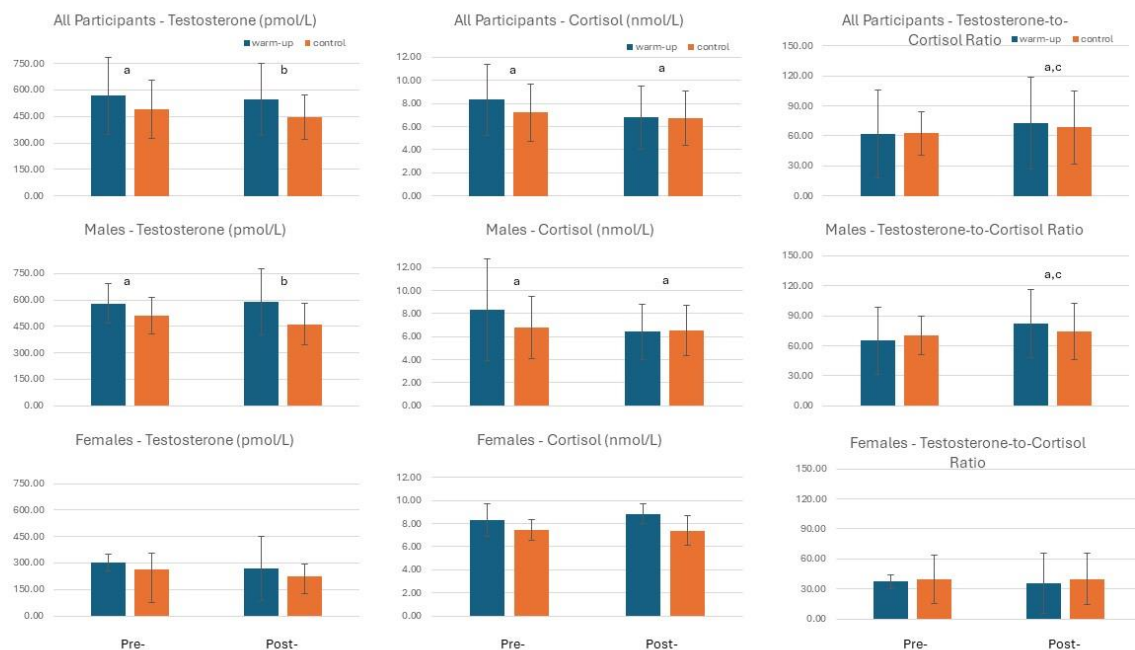 All Participants - Testosterone (pmol/L)
warm-up control
750.00
600.00
450.00
300.00
150.00
0.00
a
b
All Participants - Cortisol (nmol/L)
warm-up control
12.00
10.00
8.00
6.00
4.00
2.00
0.00
a
a
All Participants - Testosterone-to-
Cortisol Ratio
warm-up control
150.00
120.00
90.00
60.00
30.00
0.00
a,c
Males - Testosterone (pmol/L)
750.00
600.00
450.00
300.00
150.00
0.00
a
b
Males - Cortisol (nmol/L)
12.00
10.00
8.00
6.00
4.00
2.00
0.00
a
a
Males - Testosterone-to-Cortisol Ratio
150.00
120.00
90.00
60.00
30.00
0.00
a,c
Females - Testosterone (pmol/L)
750.00
600.00
450.00
300.00
150.00
0.00
Pre-
Post-
Females - Cortisol (nmol/L)
12.00
10.00
8.00
6.00
4.00
2.00
0.00
Pre-
Post-
Females - Testosterone-to-Cortisol
Ratio
150.00
120.00
90.00
60.00
30.00
0.00
Pre-
Post-